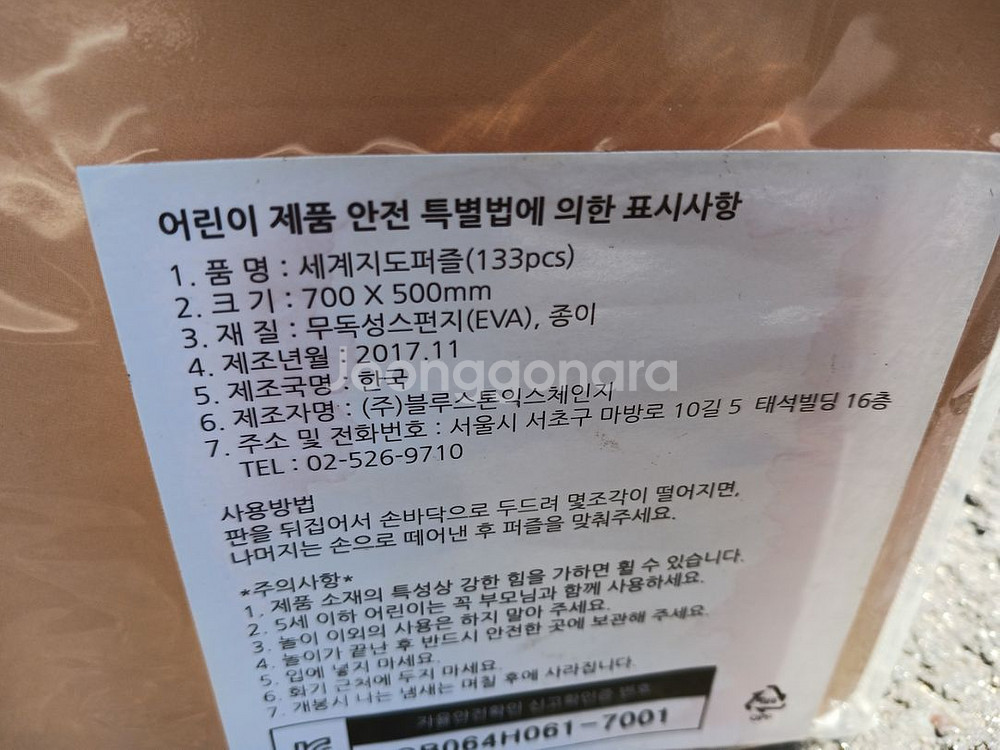 어린이 제품 안전 특별법에 의한 표시사항
1. 품 명 : 세계지도퍼즐(133pcs)
2. 크 기 : 700 X 500mm
3. 재 질 : 무독성스펀지(EVA), 종이
4. 제조년월 : 2017.11
5. 제조국명 : 한국
Joonggonara
6. 제조자명 : (주)블루스톤익스체인지
7. 주소 및 전화번호 : 서울시 서초구 마방로 10길 5 태석빌딩 16층
TEL : 02-526-9710
사용방법
판을 뒤집어서 손바닥으로 두드려 몇조각이 떨어지면,
나머지는 손으로 떼어낸 후 퍼즐을 맞춰주세요.
*주의사항*
1. 제품 소재의 특성상 강한 힘을 가하면 휠 수 있습니다.
2. 5세 이하 어린이는 꼭 부모님과 함께 사용하세요.
3. 놀이 이외의 사용은 하지 말아 주세요.
4. 놀이가 끝난 후 반드시 안전한 곳에 보관해 주세요.
5. 입에 넣지 마세요.
6. 화기 근처에 두지 마세요.
7. 개봉시 나는 냄새는 며칠 후에 사라집니다.
자율안전확인 신고확인증 번호
B064H061-7001